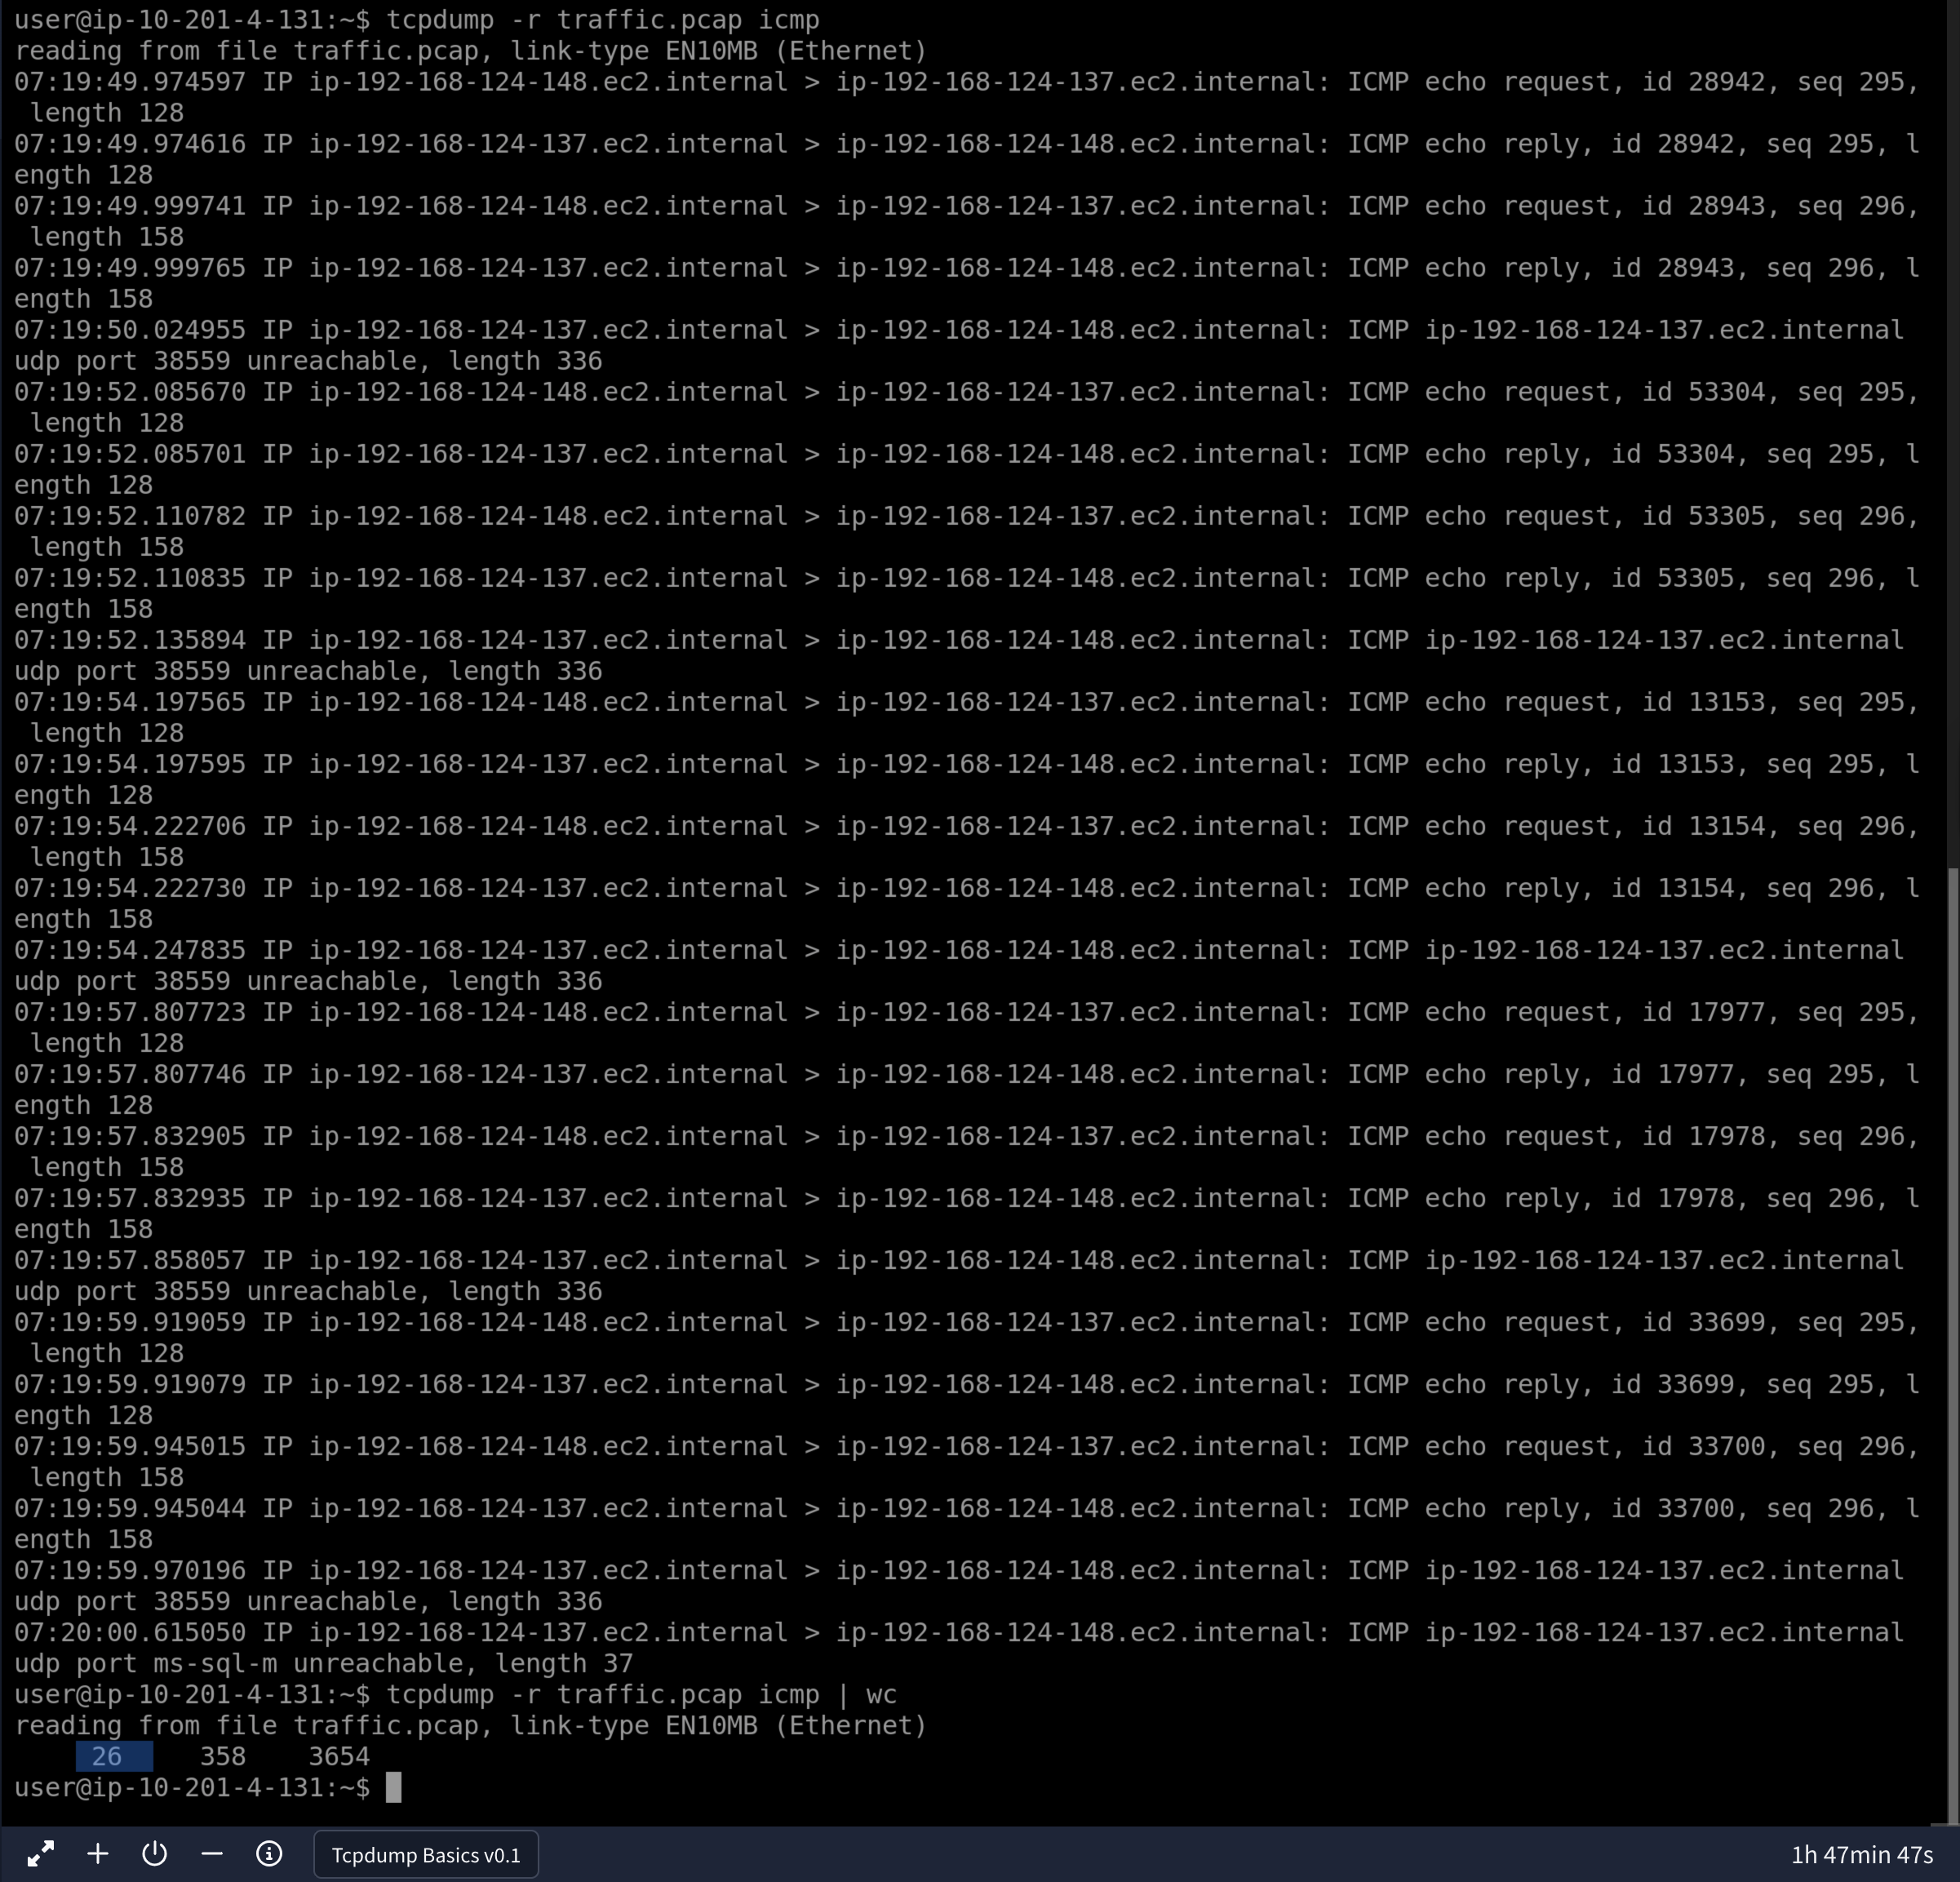 user@ip-10-201-4-131:~$ tcpdump -r traffic.pcap icmp
reading from file traffic.pcap, link-type EN10MB (Ethernet)
07:19:49.974597 IP ip-192-168-124-148.ec2.internal > ip-192-168-124-137.ec2.internal: ICMP echo request, id 28942, seq 295,
 length 128
07:19:49.974616 IP ip-192-168-124-137.ec2.internal > ip-192-168-124-148.ec2.internal: ICMP echo reply, id 28942, seq 295, l
ength 128
07:19:49.999741 IP ip-192-168-124-148.ec2.internal > ip-192-168-124-137.ec2.internal: ICMP echo request, id 28943, seq 296,
 length 158
07:19:49.999765 IP ip-192-168-124-137.ec2.internal > ip-192-168-124-148.ec2.internal: ICMP echo reply, id 28943, seq 296, l
ength 158
07:19:50.024955 IP ip-192-168-124-137.ec2.internal > ip-192-168-124-148.ec2.internal: ICMP ip-192-168-124-137.ec2.internal
udp port 38559 unreachable, length 336
07:19:52.085670 IP ip-192-168-124-148.ec2.internal > ip-192-168-124-137.ec2.internal: ICMP echo request, id 53304, seq 295,
 length 128
07:19:52.085701 IP ip-192-168-124-137.ec2.internal > ip-192-168-124-148.ec2.internal: ICMP echo reply, id 53304, seq 295, l
ength 128
07:19:52.110782 IP ip-192-168-124-148.ec2.internal > ip-192-168-124-137.ec2.internal: ICMP echo request, id 53305, seq 296,
 length 158
07:19:52.110835 IP ip-192-168-124-137.ec2.internal > ip-192-168-124-148.ec2.internal: ICMP echo reply, id 53305, seq 296, l
ength 158
07:19:52.135894 IP ip-192-168-124-137.ec2.internal > ip-192-168-124-148.ec2.internal: ICMP ip-192-168-124-137.ec2.internal
udp port 38559 unreachable, length 336
07:19:54.197565 IP ip-192-168-124-148.ec2.internal > ip-192-168-124-137.ec2.internal: ICMP echo request, id 13153, seq 295,
 length 128
07:19:54.197595 IP ip-192-168-124-137.ec2.internal > ip-192-168-124-148.ec2.internal: ICMP echo reply, id 13153, seq 295, l
ength 128
07:19:54.222706 IP ip-192-168-124-148.ec2.internal > ip-192-168-124-137.ec2.internal: ICMP echo request, id 13154, seq 296,
 length 158
07:19:54.222730 IP ip-192-168-124-137.ec2.internal > ip-192-168-124-148.ec2.internal: ICMP echo reply, id 13154, seq 296, l
ength 158
07:19:54.247835 IP ip-192-168-124-137.ec2.internal > ip-192-168-124-148.ec2.internal: ICMP ip-192-168-124-137.ec2.internal
udp port 38559 unreachable, length 336
07:19:57.807723 IP ip-192-168-124-148.ec2.internal > ip-192-168-124-137.ec2.internal: ICMP echo request, id 17977, seq 295,
 length 128
07:19:57.807746 IP ip-192-168-124-137.ec2.internal > ip-192-168-124-148.ec2.internal: ICMP echo reply, id 17977, seq 295, l
ength 128
07:19:57.832905 IP ip-192-168-124-148.ec2.internal > ip-192-168-124-137.ec2.internal: ICMP echo request, id 17978, seq 296,
 length 158
07:19:57.832935 IP ip-192-168-124-137.ec2.internal > ip-192-168-124-148.ec2.internal: ICMP echo reply, id 17978, seq 296, l
ength 158
07:19:57.858057 IP ip-192-168-124-137.ec2.internal > ip-192-168-124-148.ec2.internal: ICMP ip-192-168-124-137.ec2.internal
udp port 38559 unreachable, length 336
07:19:59.919059 IP ip-192-168-124-148.ec2.internal > ip-192-168-124-137.ec2.internal: ICMP echo request, id 33699, seq 295,
 length 128
07:19:59.919079 IP ip-192-168-124-137.ec2.internal > ip-192-168-124-148.ec2.internal: ICMP echo reply, id 33699, seq 295, l
ength 128
07:19:59.945015 IP ip-192-168-124-148.ec2.internal > ip-192-168-124-137.ec2.internal: ICMP echo request, id 33700, seq 296,
 length 158
07:19:59.945044 IP ip-192-168-124-137.ec2.internal > ip-192-168-124-148.ec2.internal: ICMP echo reply, id 33700, seq 296, l
ength 158
07:19:59.970196 IP ip-192-168-124-137.ec2.internal > ip-192-168-124-148.ec2.internal: ICMP ip-192-168-124-137.ec2.internal
udp port 38559 unreachable, length 336
07:20:00.615050 IP ip-192-168-124-137.ec2.internal > ip-192-168-124-148.ec2.internal: ICMP ip-192-168-124-137.ec2.internal
udp port ms-sql-m unreachable, length 37
user@ip-10-201-4-131:~$ tcpdump -r traffic.pcap icmp | wc
reading from file traffic.pcap, link-type EN10MB (Ethernet)
     26     358    3654
user@ip-10-201-4-131:~$
Tcpdump Basics v0.1
1h 47min 47s